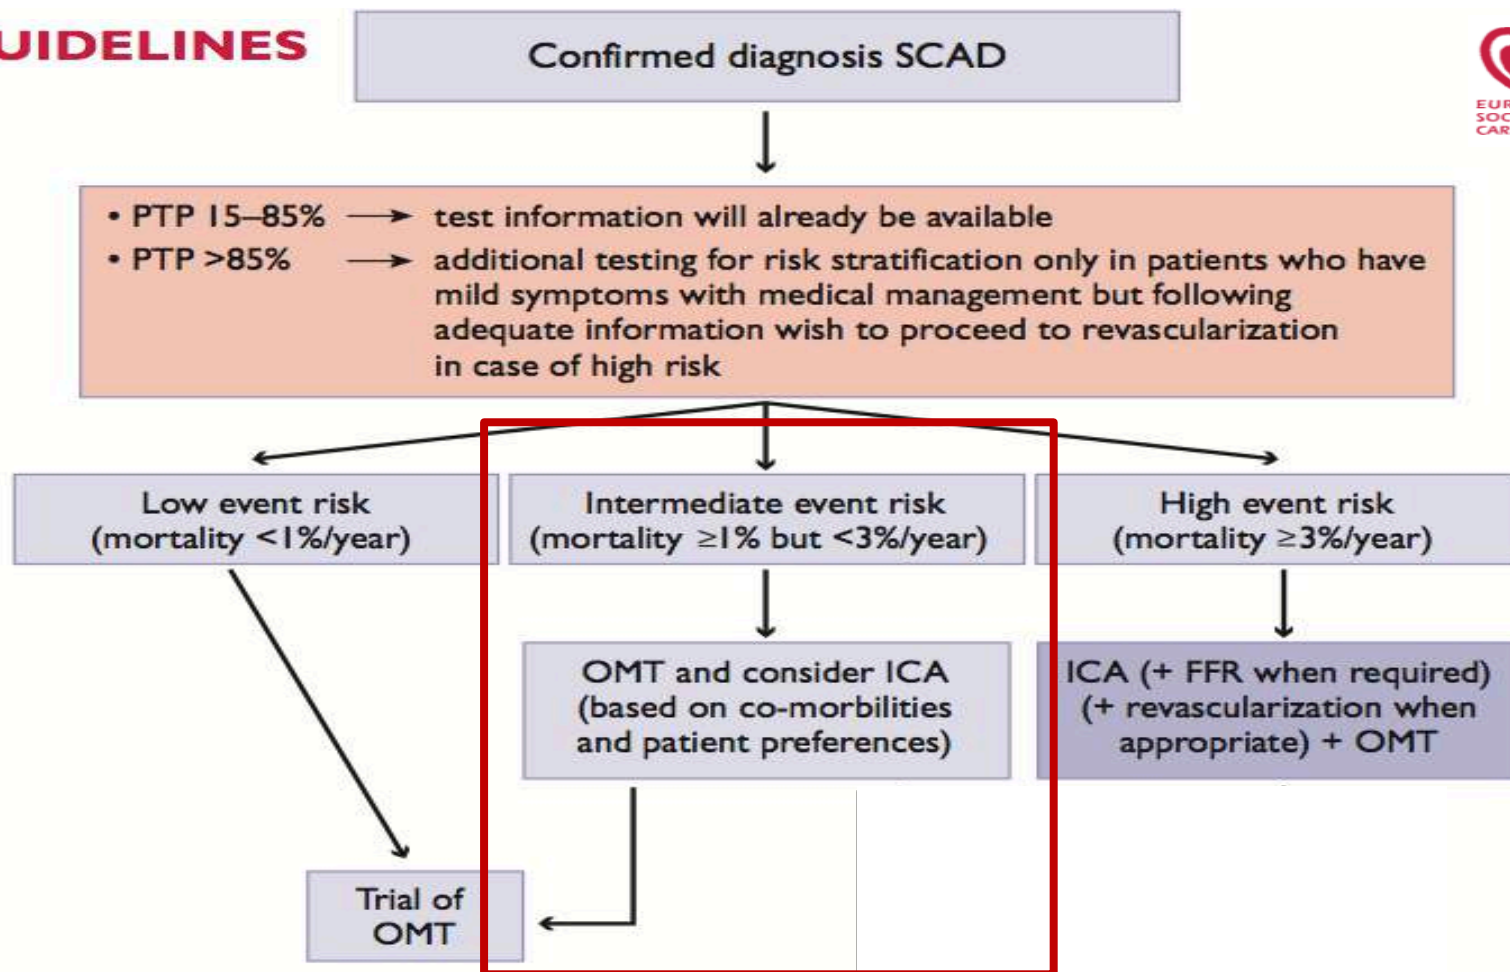 UIDELINES
Confirmed diagnosis SCAD
EUR
SOC
CAR
• PTP 15–85% → test information will already be available
• PTP >85% → additional testing for risk stratification only in patients who have
mild symptoms with medical management but following
adequate information wish to proceed to revascularization
in case of high risk
Low event risk
(mortality <1%/year)
Intermediate event risk
(mortality ≥1% but <3%/year)
High event risk
(mortality ≥3%/year)
OMT and consider ICA
(based on co-morbilities
and patient preferences)
ICA (+ FFR when required)
(+ revascularization when
appropriate) + OMT
Trial of
OMT